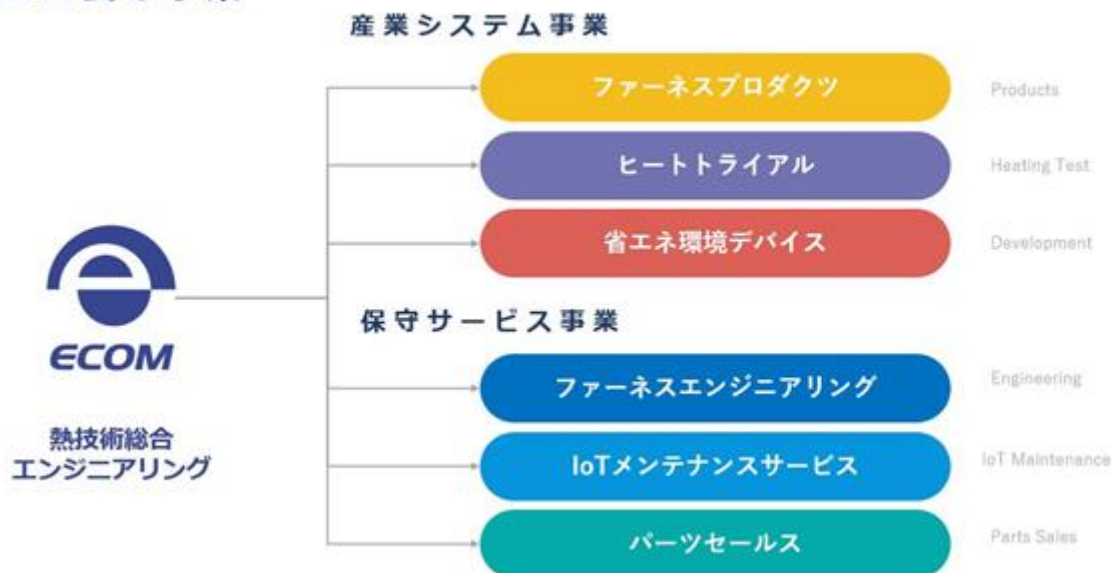 産業システム事業
ファーネスプロダクツ Products
ヒートトライアル Heating Test
省エネ環境デバイス Development
ECOM
熱技術総合
エンジニアリング
保守サービス事業
ファーネスエンジニアリング Engineering
IoTメンテナンスサービス IoT Maintenance
パーツセールス Parts Sales